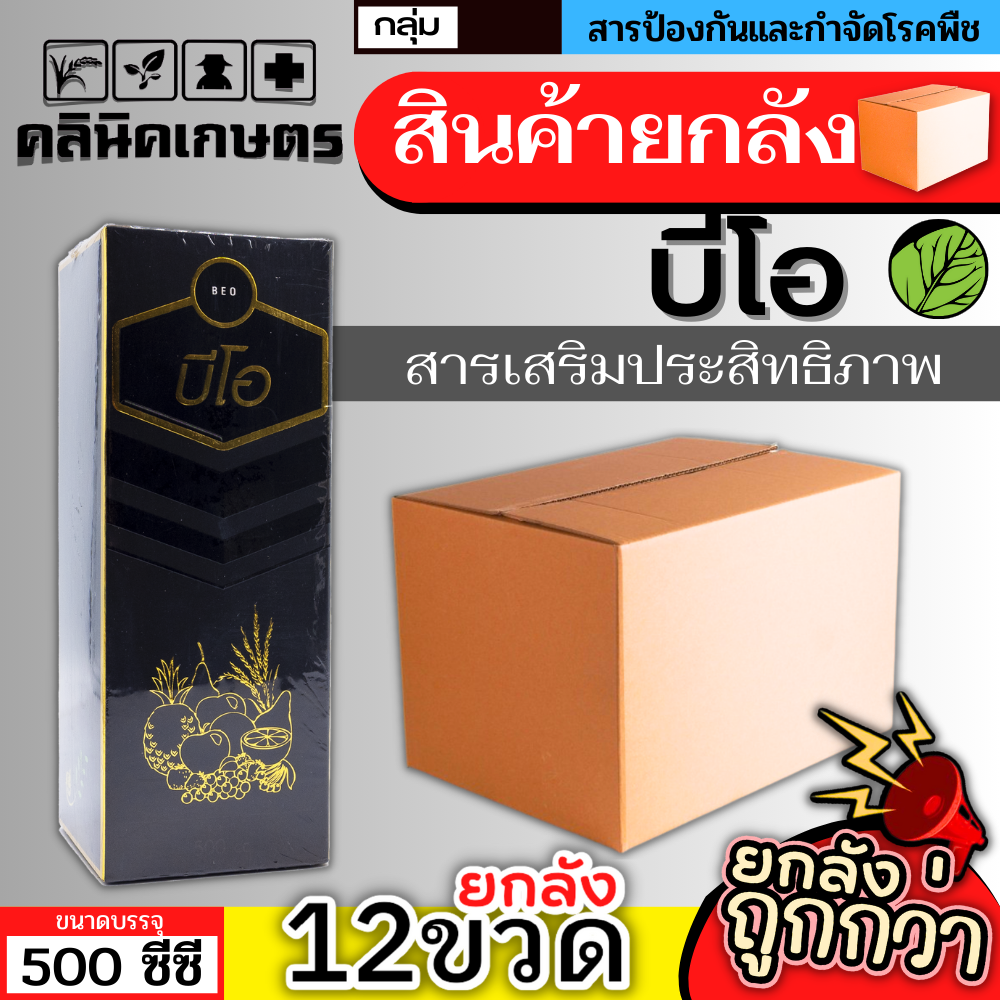 กลุ่ม
สารป้องกันและกำจัดโรคพืช
คลินิคเกษตร
สินค้ายกลัง
บีโอ
สารเสริมประสิทธิภาพ
BEO
บีโอ
ขนาดบรรจุ
500 ซีซี
ยกลัง
12ขวด
ยกลัง
ถูกกว่า